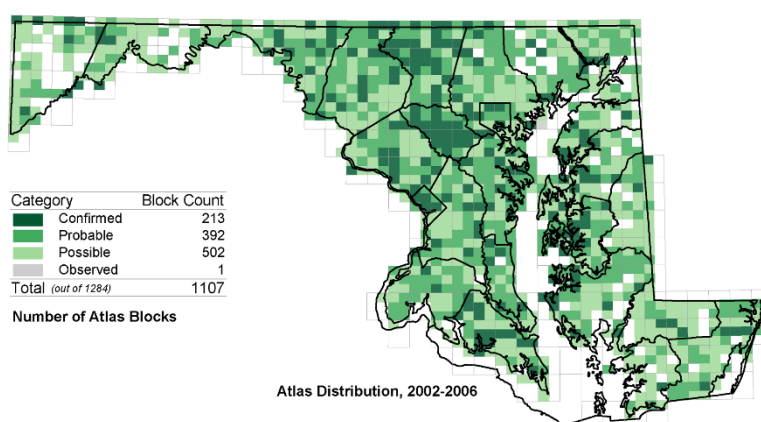 Category Block Count
Confirmed 213
Probable 392
Possible 502
Observed 1
Total (out of 1284) 1107
Number of Atlas Blocks
Atlas Distribution, 2002-2006